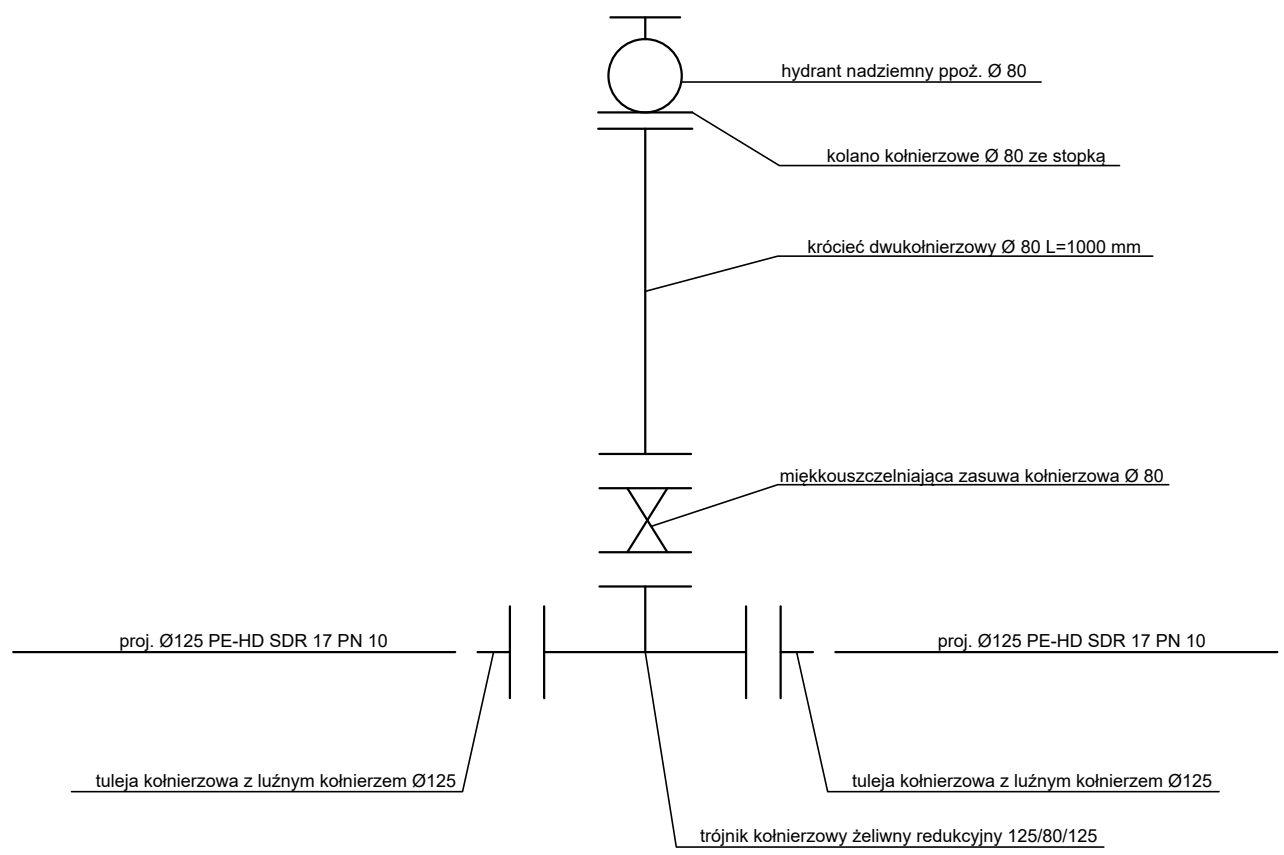 hydrant nadziemny ppoż. Ø 80
kolano kołnierzowe Ø 80 ze stopką
króciec dwukołnierzowy Ø 80 L=1000 mm
miękkouszczelniająca zasuwa kołnierzowa Ø 80
proj. Ø125 PE-HD SDR 17 PN 10
proj. Ø125 PE-HD SDR 17 PN 10
tuleja kołnierzowa z luźnym kołnierzem Ø125
tuleja kołnierzowa z luźnym kołnierzem Ø125
trójnik kołnierzowy żeliwny redukcyjny 125/80/125